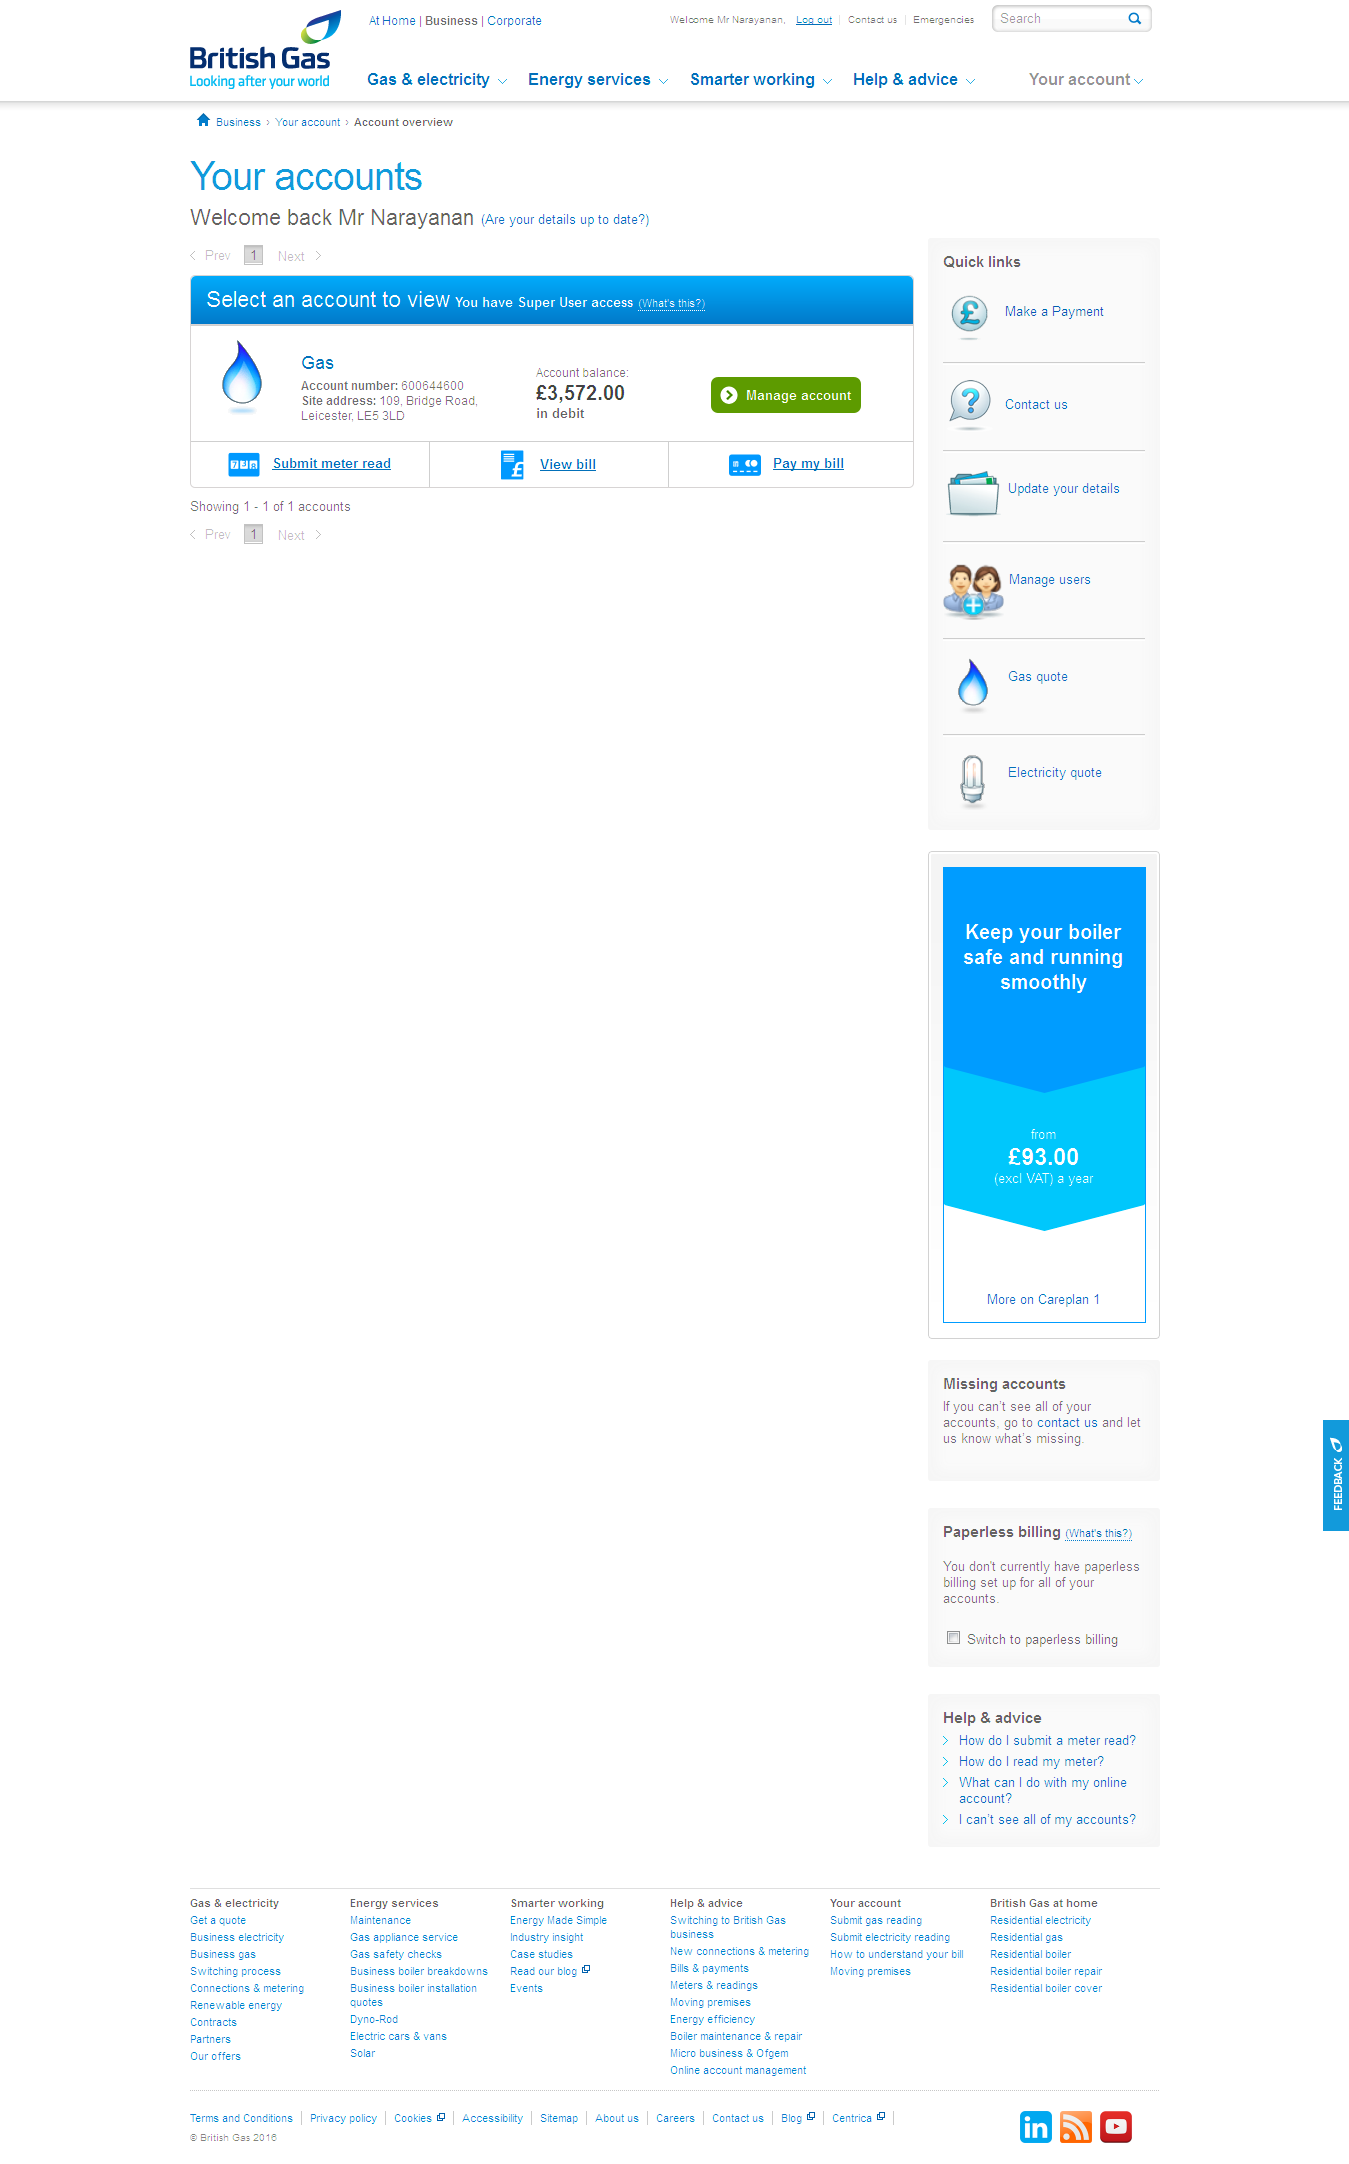 British Gas
Looking after your world
At Home | Business | Corporate
Welcome Mr Narayanan, Log out Contact us Emergencies
Search
Gas & electricity Energy services Smarter working Help & advice Your account
Business › Your account › Account overview
Your accounts
Welcome back Mr Narayanan (Are your details up to date?)
Prev 1 Next
Select an account to view You have Super User access (What's this?)
Gas
Account number: 600644600
Site address: 109, Bridge Road,
Leicester, LE5 3LD
Account balance:
£3,572.00
in debit
Manage account
Submit meter read
View bill
Pay my bill
Showing 1 - 1 of 1 accounts
Prev 1 Next
Quick links
Make a Payment
Contact us
Update your details
Manage users
Gas quote
Electricity quote
Keep your boiler
safe and running
smoothly
from
£93.00
(excl VAT) a year
More on Careplan 1
Missing accounts
If you can't see all of your
accounts, go to contact us and let
us know what's missing.
FEEDBACK
Paperless billing (What's this?)
You don't currently have paperless
billing set up for all of your
accounts.
Switch to paperless billing
Help & advice
How do I submit a meter read?
How do I read my meter?
What can I do with my online
account?
I can't see all of my accounts?
Gas & electricity
Get a quote
Business electricity
Business gas
Switching process
Connections & metering
Renewable energy
Contracts
Partners
Our offers
Energy services
Maintenance
Gas appliance service
Gas safety checks
Business boiler breakdowns
Business boiler installation
quotes
Dyno-Rod
Electric cars & vans
Solar
Smarter working
Energy Made Simple
Industry insight
Case studies
Read our blog
Events
Help & advice
Switching to British Gas
business
New connections & metering
Bills & payments
Meters & readings
Moving premises
Energy efficiency
Boiler maintenance & repair
Micro business & Ofgem
Online account management
Your account
Submit gas reading
Submit electricity reading
How to understand your bill
Moving premises
British Gas at home
Residential electricity
Residential gas
Residential boiler
Residential boiler repair
Residential boiler cover
Terms and Conditions Privacy policy Cookies Accessibility Sitemap About us Careers Contact us Blog Centrica
© British Gas 2016